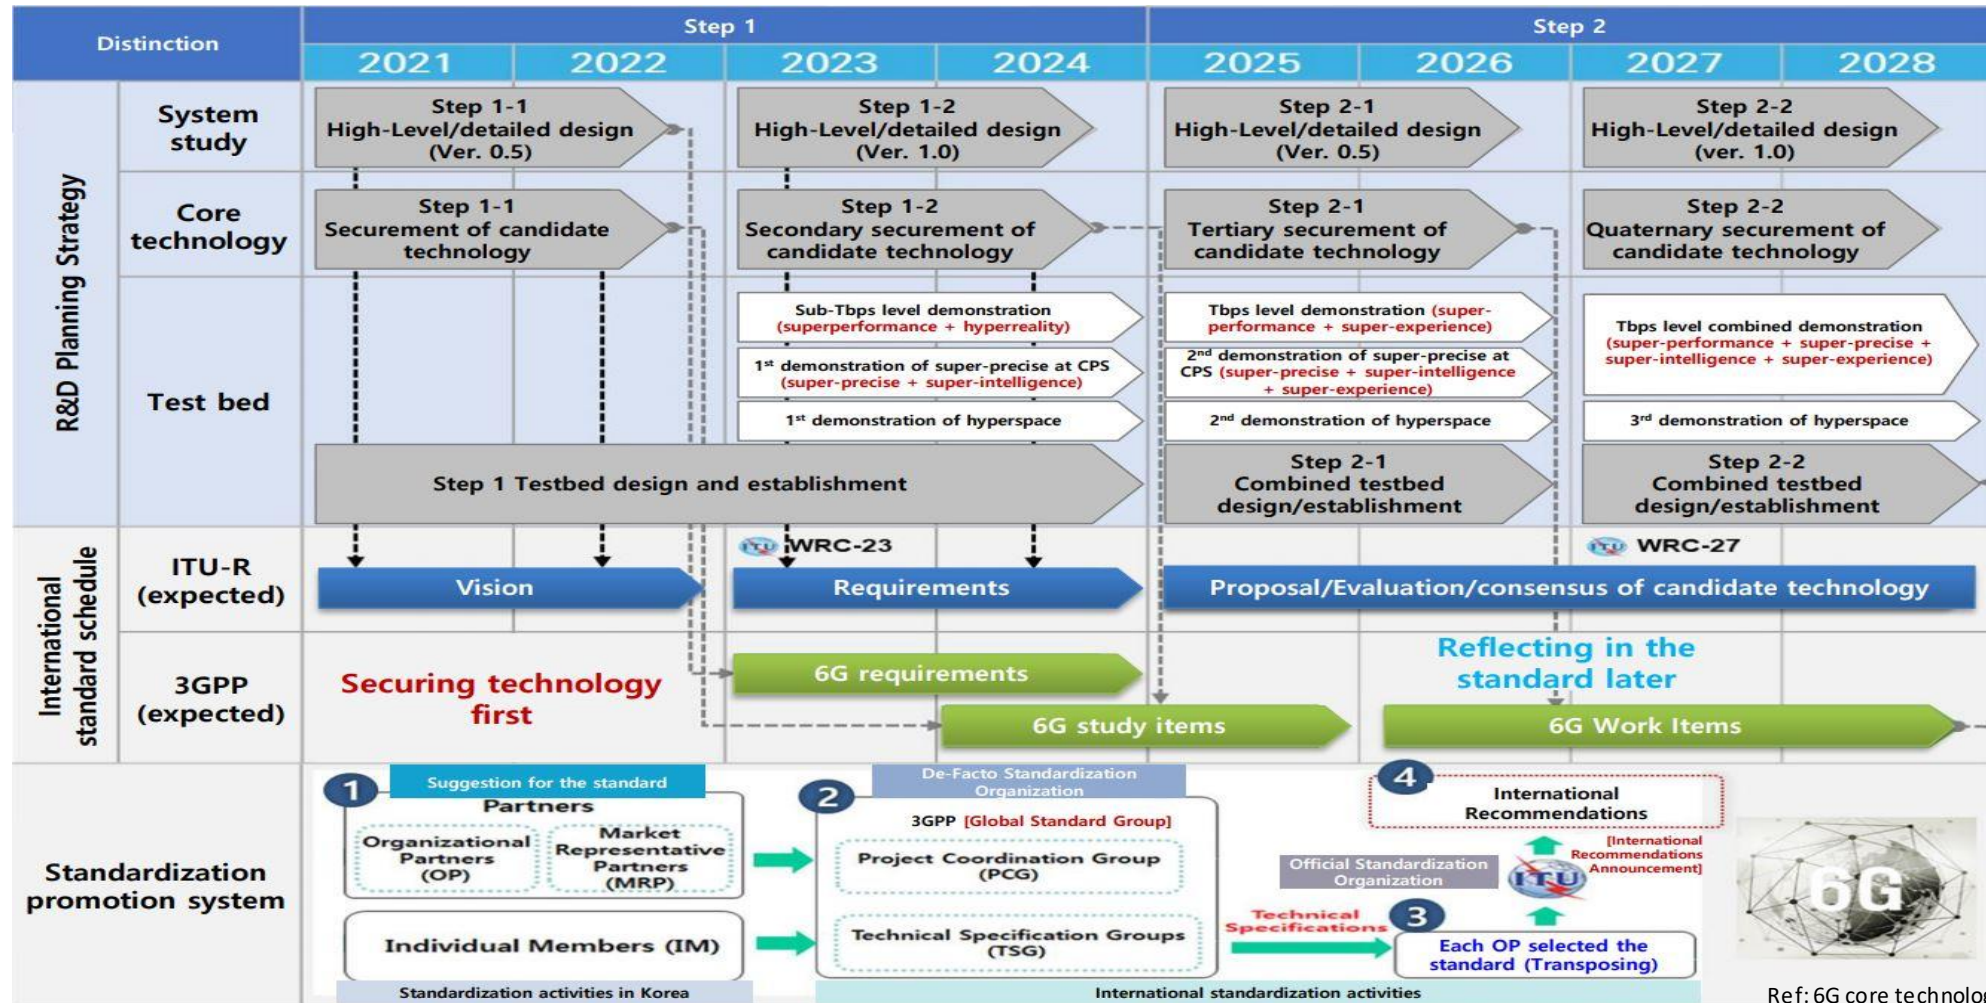 Distinction
Step 1
Step 2
2021
2022
2023
2024
2025
2026
2027
2028
R&D Planning Strategy
System
study
Step 1-1
High-Level/detailed design
(Ver. 0.5)
Step 1-2
High-Level/detailed design
(Ver. 1.0)
Step 2-1
High-Level/detailed design
(Ver. 0.5)
Step 2-2
High-Level/detailed design
(ver. 1.0)
Core
technology
Step 1-1
Securement of candidate
technology
Step 1-2
Secondary securement of
candidate technology
Step 2-1
Tertiary securement of
candidate technology
Step 2-2
Quaternary securement of
candidate technology
Test bed
Sub-Tbps level demonstration
(superperformance + hyperreality)
1st demonstration of super-precise at CPS
(super-precise + super-intelligence)
1st demonstration of hyperspace
Tbps level demonstration (super-
performance + super-experience)
2nd demonstration of super-precise at
CPS (super-precise + super-intelligence
+ super-experience)
2nd demonstration of hyperspace
Tbps level combined demonstration
(super-performance + super-precise +
super-intelligence + super-experience)
3rd demonstration of hyperspace
Step 1 Testbed design and establishment
Step 2-1
Combined testbed
design/establishment
Step 2-2
Combined testbed
design/establishment
International
standard schedule
ITU-R
(expected)
ITU WRC-23
ITU WRC-27
Vision
Requirements
Proposal/Evaluation/consensus of candidate technology
3GPP
(expected)
Securing technology
first
6G requirements
6G study items
Reflecting in the
standard later
6G Work Items
Standardization
promotion system
1
Suggestion for the standard
Partners
Organizational
Partners
(OP)
Market
Representative
Partners
(MRP)
Individual Members (IM)
Standardization activities in Korea
2
De-Facto Standardization
Organization
3GPP [Global Standard Group]
Project Coordination Group
(PCG)
Technical Specification Groups
(TSG)
International standardization activities
Technical
Specifications
3
Each OP selected the
standard (Transposing)
Official Standardization
Organization
ITU
[International
Recommendations
Announcement]
4
International
Recommendations
6G
Ref: 6G core technolo